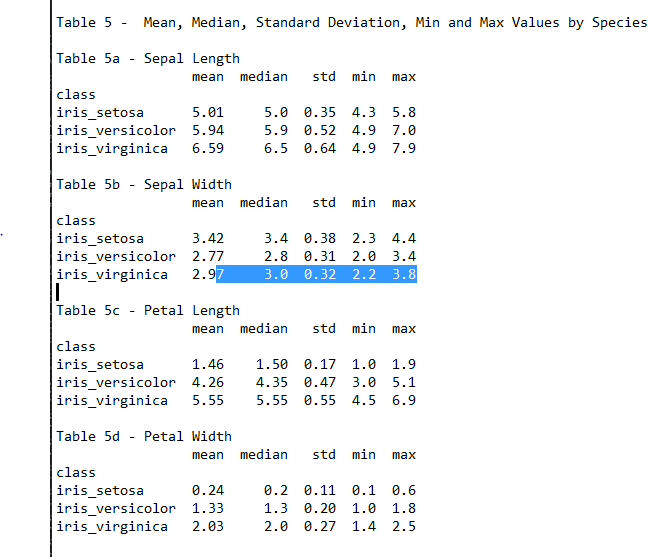 Table 5 -  Mean, Median, Standard Deviation, Min and Max Values by Species
Table 5a - Sepal Length
                 mean  median   std  min  max
class
iris_setosa      5.01     5.0  0.35  4.3  5.8
iris_versicolor  5.94     5.9  0.52  4.9  7.0
iris_virginica   6.59     6.5  0.64  4.9  7.9
Table 5b - Sepal Width
                 mean  median   std  min  max
class
iris_setosa      3.42     3.4  0.38  2.3  4.4
iris_versicolor  2.77     2.8  0.31  2.0  3.4
iris_virginica   2.97     3.0  0.32  2.2  3.8
Table 5c - Petal Length
                 mean  median   std  min  max
class
iris_setosa      1.46    1.50  0.17  1.0  1.9
iris_versicolor  4.26    4.35  0.47  3.0  5.1
iris_virginica   5.55    5.55  0.55  4.5  6.9
Table 5d - Petal Width
                 mean  median   std  min  max
class
iris_setosa      0.24     0.2  0.11  0.1  0.6
iris_versicolor  1.33     1.3  0.20  1.0  1.8
iris_virginica   2.03     2.0  0.27  1.4  2.5